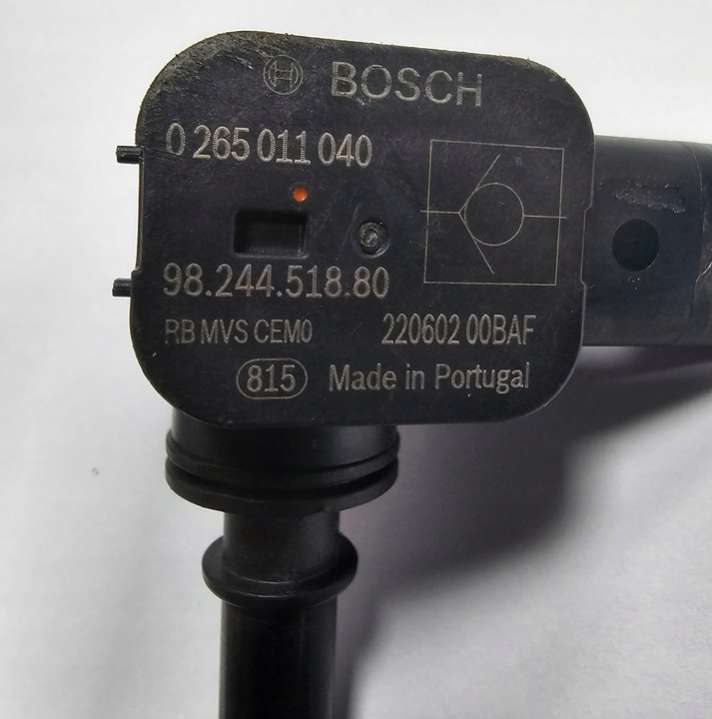 BOSCH
0 265 011 040
98.244.518.80
RB MVS CEM0 220602 00BAF
815 Made in Portugal